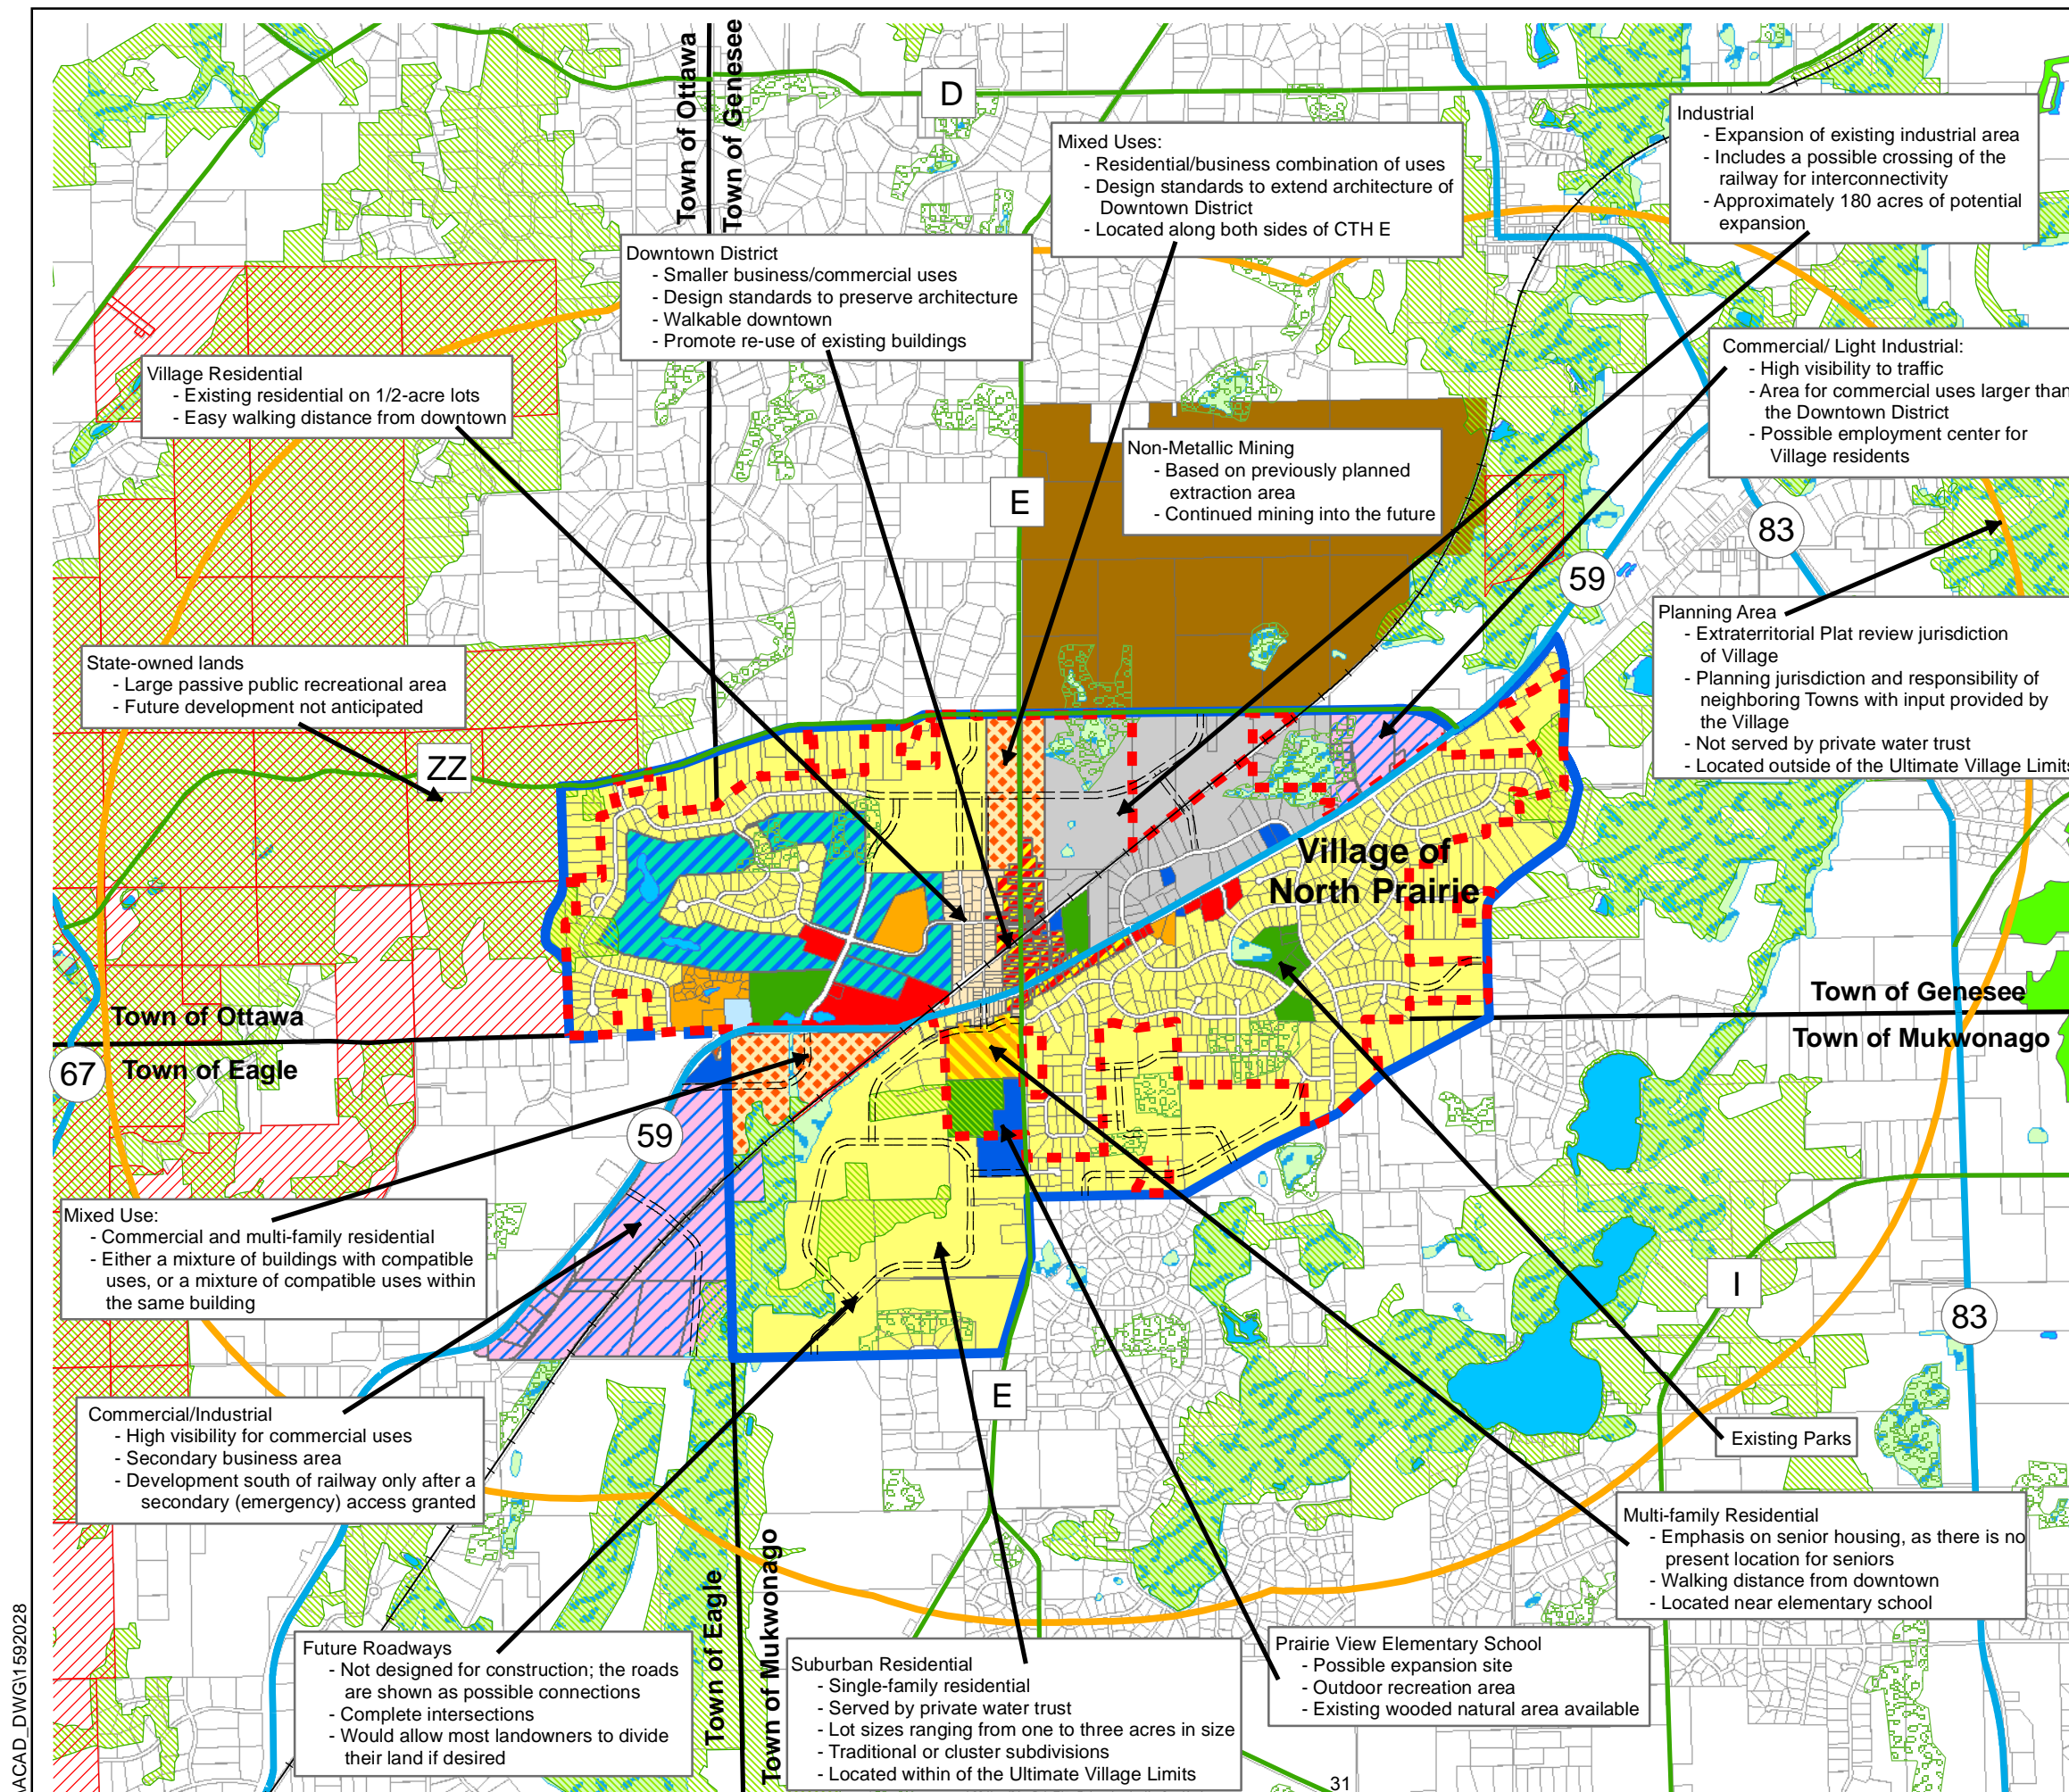 Town of Ottawa
Town of Genesee
D
Mixed Uses:
- Residential/business combination of uses
- Design standards to extend architecture of
Downtown District
- Located along both sides of CTH E
Industrial
- Expansion of existing industrial area
- Includes a possible crossing of the
railway for interconnectivity
- Approximately 180 acres of potential
expansion
Downtown District
- Smaller business/commercial uses
- Design standards to preserve architecture
- Walkable downtown
- Promote re-use of existing buildings
Commercial/ Light Industrial:
- High visibility to traffic
- Area for commercial uses larger than
the Downtown District
- Possible employment center for
Village residents
Village Residential
- Existing residential on 1/2-acre lots
- Easy walking distance from downtown
Non-Metallic Mining
- Based on previously planned
extraction area
- Continued mining into the future
E
83
59
Planning Area
- Extraterritorial Plat review jurisdiction
of Village
- Planning jurisdiction and responsibility of
neighboring Towns with input provided by
the Village
- Not served by private water trust
- Located outside of the Ultimate Village Limits
State-owned lands
- Large passive public recreational area
- Future development not anticipated
ZZ
Village of
North Prairie
Town of Ottawa
Town of Eagle
67
Town of Genesee
Town of Mukwonago
59
Mixed Use:
- Commercial and multi-family residential
- Either a mixture of buildings with compatible
uses, or a mixture of compatible uses within
the same building
I
83
E
Commercial/Industrial
- High visibility for commercial uses
- Secondary business area
- Development south of railway only after a
secondary (emergency) access granted
Existing Parks
Multi-family Residential
- Emphasis on senior housing, as there is no
present location for seniors
- Walking distance from downtown
- Located near elementary school
Town of Eagle
Town of Mukwonago
Future Roadways
- Not designed for construction; the roads
are shown as possible connections
- Complete intersections
- Would allow most landowners to divide
their land if desired
Suburban Residential
- Single-family residential
- Served by private water trust
- Lot sizes ranging from one to three acres in size
- Traditional or cluster subdivisions
- Located within of the Ultimate Village Limits
Prairie View Elementary School
- Possible expansion site
- Outdoor recreation area
- Existing wooded natural area available
31
ACAD_DWG\1592028